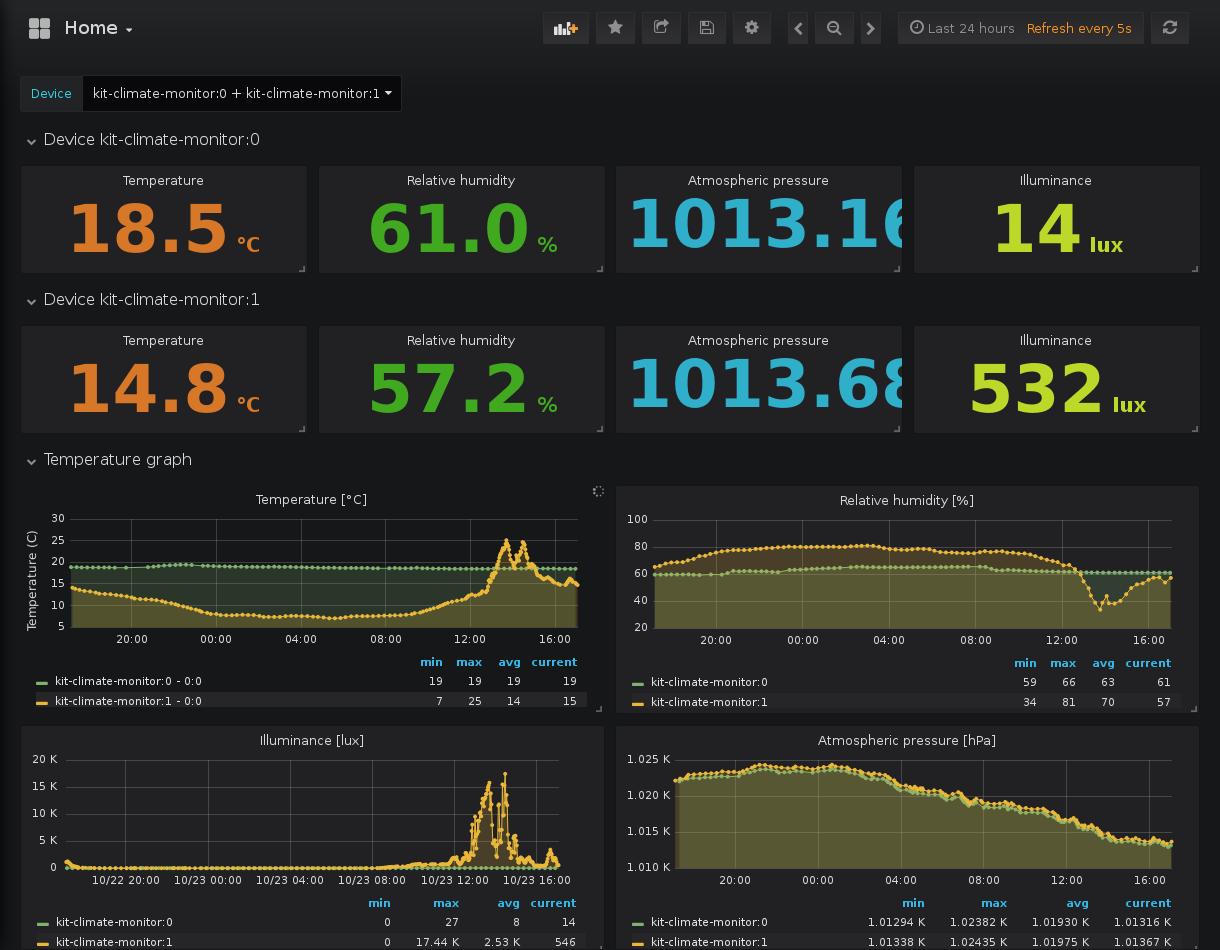 Home
Last 24 hours Refresh every 5s
Device kit-climate-monitor:0 + kit-climate-monitor:1
Device kit-climate-monitor:0
Temperature Relative humidity Atmospheric pressure Illuminance
18.5 °C 61.0 % 1013.16 14 lux
Device kit-climate-monitor:1
Temperature Relative humidity Atmospheric pressure Illuminance
14.8 °C 57.2 % 1013.68 532 lux
Temperature graph
Temperature [°C]
Temperature (C)
30
25
20
15
10
5
20:00 00:00 04:00 08:00 12:00 16:00
min max avg current
kit-climate-monitor:0 - 0:0 19 19 19 19
kit-climate-monitor:1 - 0:0 7 25 14 15
Relative humidity [%]
100
80
60
40
20
20:00 00:00 04:00 08:00 12:00 16:00
min max avg current
kit-climate-monitor:0 59 66 63 61
kit-climate-monitor:1 34 81 70 57
Illuminance [lux]
20 K
15 K
10 K
5 K
0
10/22 20:00 10/23 00:00 10/23 04:00 10/23 08:00 10/23 12:00 10/23 16:00
min max avg current
kit-climate-monitor:0 0 27 8 14
kit-climate-monitor:1 0 17.44 K 2.53 K 546
Atmospheric pressure [hPa]
1.025 K
1.020 K
1.015 K
1.010 K
20:00 00:00 04:00 08:00 12:00 16:00
min max avg current
kit-climate-monitor:0 1.01294 K 1.02382 K 1.01930 K 1.01316 K
kit-climate-monitor:1 1.01338 K 1.02435 K 1.01975 K 1.01367 K